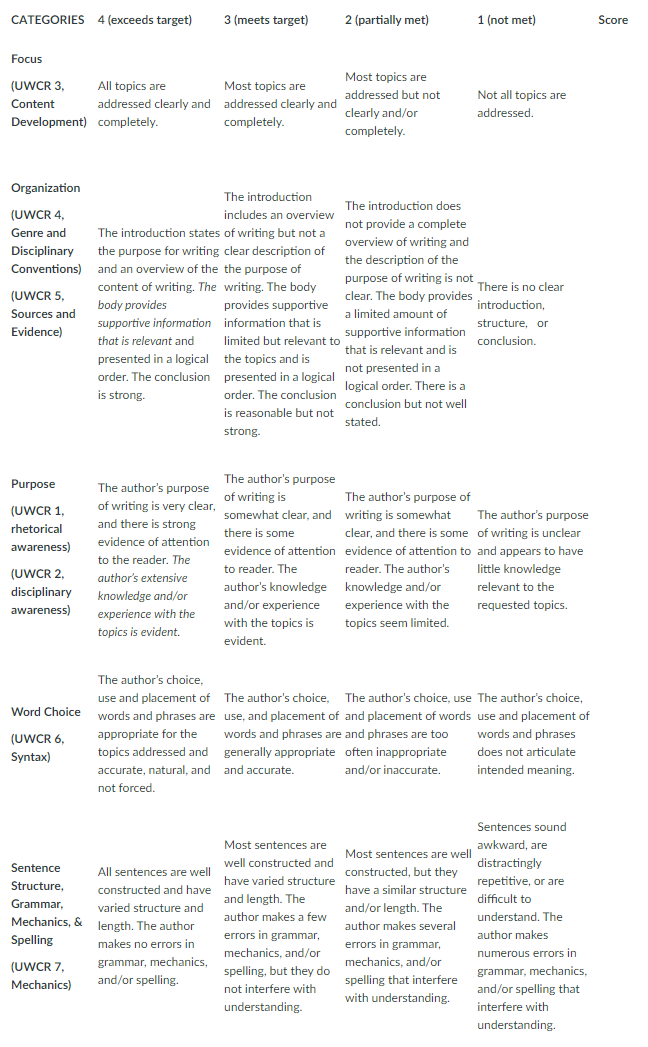 CATEGORIES 4 (exceeds target) 3 (meets target) 2 (partially met) 1 (not met) Score
Focus
(UWCR 3,
Content
Development)
All topics are
addressed clearly and
completely.
Most topics are
addressed clearly and
completely.
Most topics are
addressed but not
clearly and/or
completely.
Not all topics are
addressed.
Organization
(UWCR 4,
Genre and
Disciplinary
Conventions)
(UWCR 5,
Sources and
Evidence)
The introduction states
the purpose for writing
and an overview of the
content of writing. The
body provides
supportive information
that is relevant and
presented in a logical
order. The conclusion
is strong.
The introduction
includes an overview
of writing but not a
clear description of
the purpose of
writing. The body
provides supportive
information that is
limited but relevant to
the topics and is
presented in a logical
order. The conclusion
is reasonable but not
strong.
The introduction does
not provide a complete
overview of writing and
the description of the
purpose of writing is not
clear. The body provides
a limited amount of
supportive information
that is relevant and is
not presented in a
logical order. There is a
conclusion but not well
stated.
There is no clear
introduction,
structure, or
conclusion.
Purpose
(UWCR 1,
rhetorical
awareness)
(UWCR 2,
disciplinary
awareness)
The author's purpose
of writing is very clear,
and there is strong
evidence of attention
to the reader. The
author's extensive
knowledge and/or
experience with the
topics is evident.
The author's purpose
of writing is
somewhat clear, and
there is some
evidence of attention
to reader. The
author's knowledge
and/or experience
with the topics is
evident.
The author's purpose of
writing is somewhat
clear, and there is some
evidence of attention to
reader. The author's
knowledge and/or
experience with the
topics seem limited.
The author's purpose
of writing is unclear
and appears to have
little knowledge
relevant to the
requested topics.
Word Choice
(UWCR 6,
Syntax)
The author's choice,
use and placement of
words and phrases are
appropriate for the
topics addressed and
accurate, natural, and
not forced.
The author's choice,
use, and placement of
words and phrases are
generally appropriate
and accurate.
The author's choice, use
and placement of words
and phrases are too
often inappropriate
and/or inaccurate.
The author's choice,
use and placement of
words and phrases
does not articulate
intended meaning.
Sentence
Structure,
Grammar,
Mechanics, &
Spelling
(UWCR 7,
Mechanics)
All sentences are well
constructed and have
varied structure and
length. The author
makes no errors in
grammar, mechanics,
and/or spelling.
Most sentences are
well constructed and
have varied structure
and length. The
author makes a few
errors in grammar,
mechanics, and/or
spelling, but they do
not interfere with
understanding.
Most sentences are well
constructed, but they
have a similar structure
and/or length. The
author makes several
errors in grammar,
mechanics, and/or
spelling that interfere
with understanding.
Sentences sound
awkward, are
distractingly
repetitive, or are
difficult to
understand. The
author makes
numerous errors in
grammar, mechanics,
and/or spelling that
interfere with
understanding.